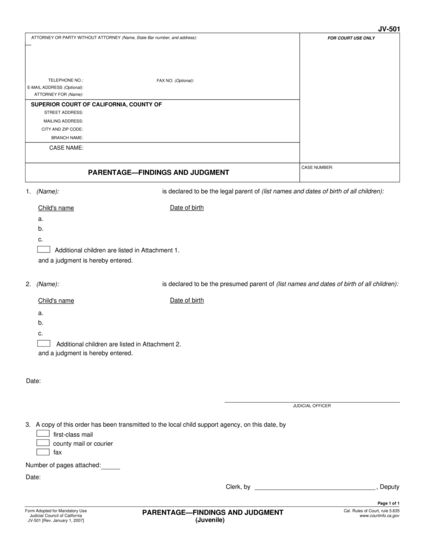 JV-501
ATTORNEY OR PARTY WITHOUT ATTORNEY (Name, State Bar number, and address):
FOR COURT USE ONLY
TELEPHONE NO.: FAX NO. (Optional):
E-MAIL ADDRESS (Optional):
ATTORNEY FOR (Name):
SUPERIOR COURT OF CALIFORNIA, COUNTY OF
STREET ADDRESS:
MAILING ADDRESS:
CITY AND ZIP CODE:
BRANCH NAME:
CASE NAME:
PARENTAGE—FINDINGS AND JUDGMENT
CASE NUMBER:
1. (Name): is declared to be the legal parent of (list names and dates of birth of all children):
Child's name Date of birth
a.
b.
c.
Additional children are listed in Attachment 1.
and a judgment is hereby entered.
2. (Name): is declared to be the presumed parent of (list names and dates of birth of all children):
Child's name Date of birth
a.
b.
c.
Additional children are listed in Attachment 2.
and a judgment is hereby entered.
Date:
JUDICIAL OFFICER
3. A copy of this order has been transmitted to the local child support agency, on this date, by
first-class mail
county mail or courier
fax
Number of pages attached:
Date:
Clerk, by , Deputy
Page 1 of 1
Form Adopted for Mandatory Use
Judicial Council of California
JV-501 [Rev. January 1, 2007]
PARENTAGE—FINDINGS AND JUDGMENT
(Juvenile)
Cal. Rules of Court, rule 5.635
www.courtinfo.ca.gov